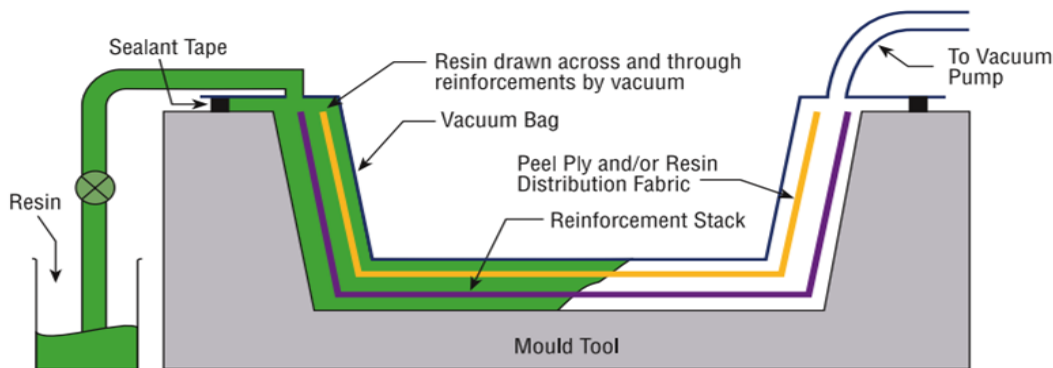 Sealant Tape
Resin drawn across and through
reinforcements by vacuum
To Vacuum
Pump
Vacuum Bag
Peel Ply and/or Resin
Distribution Fabric
Resin
Reinforcement Stack
Mould Tool